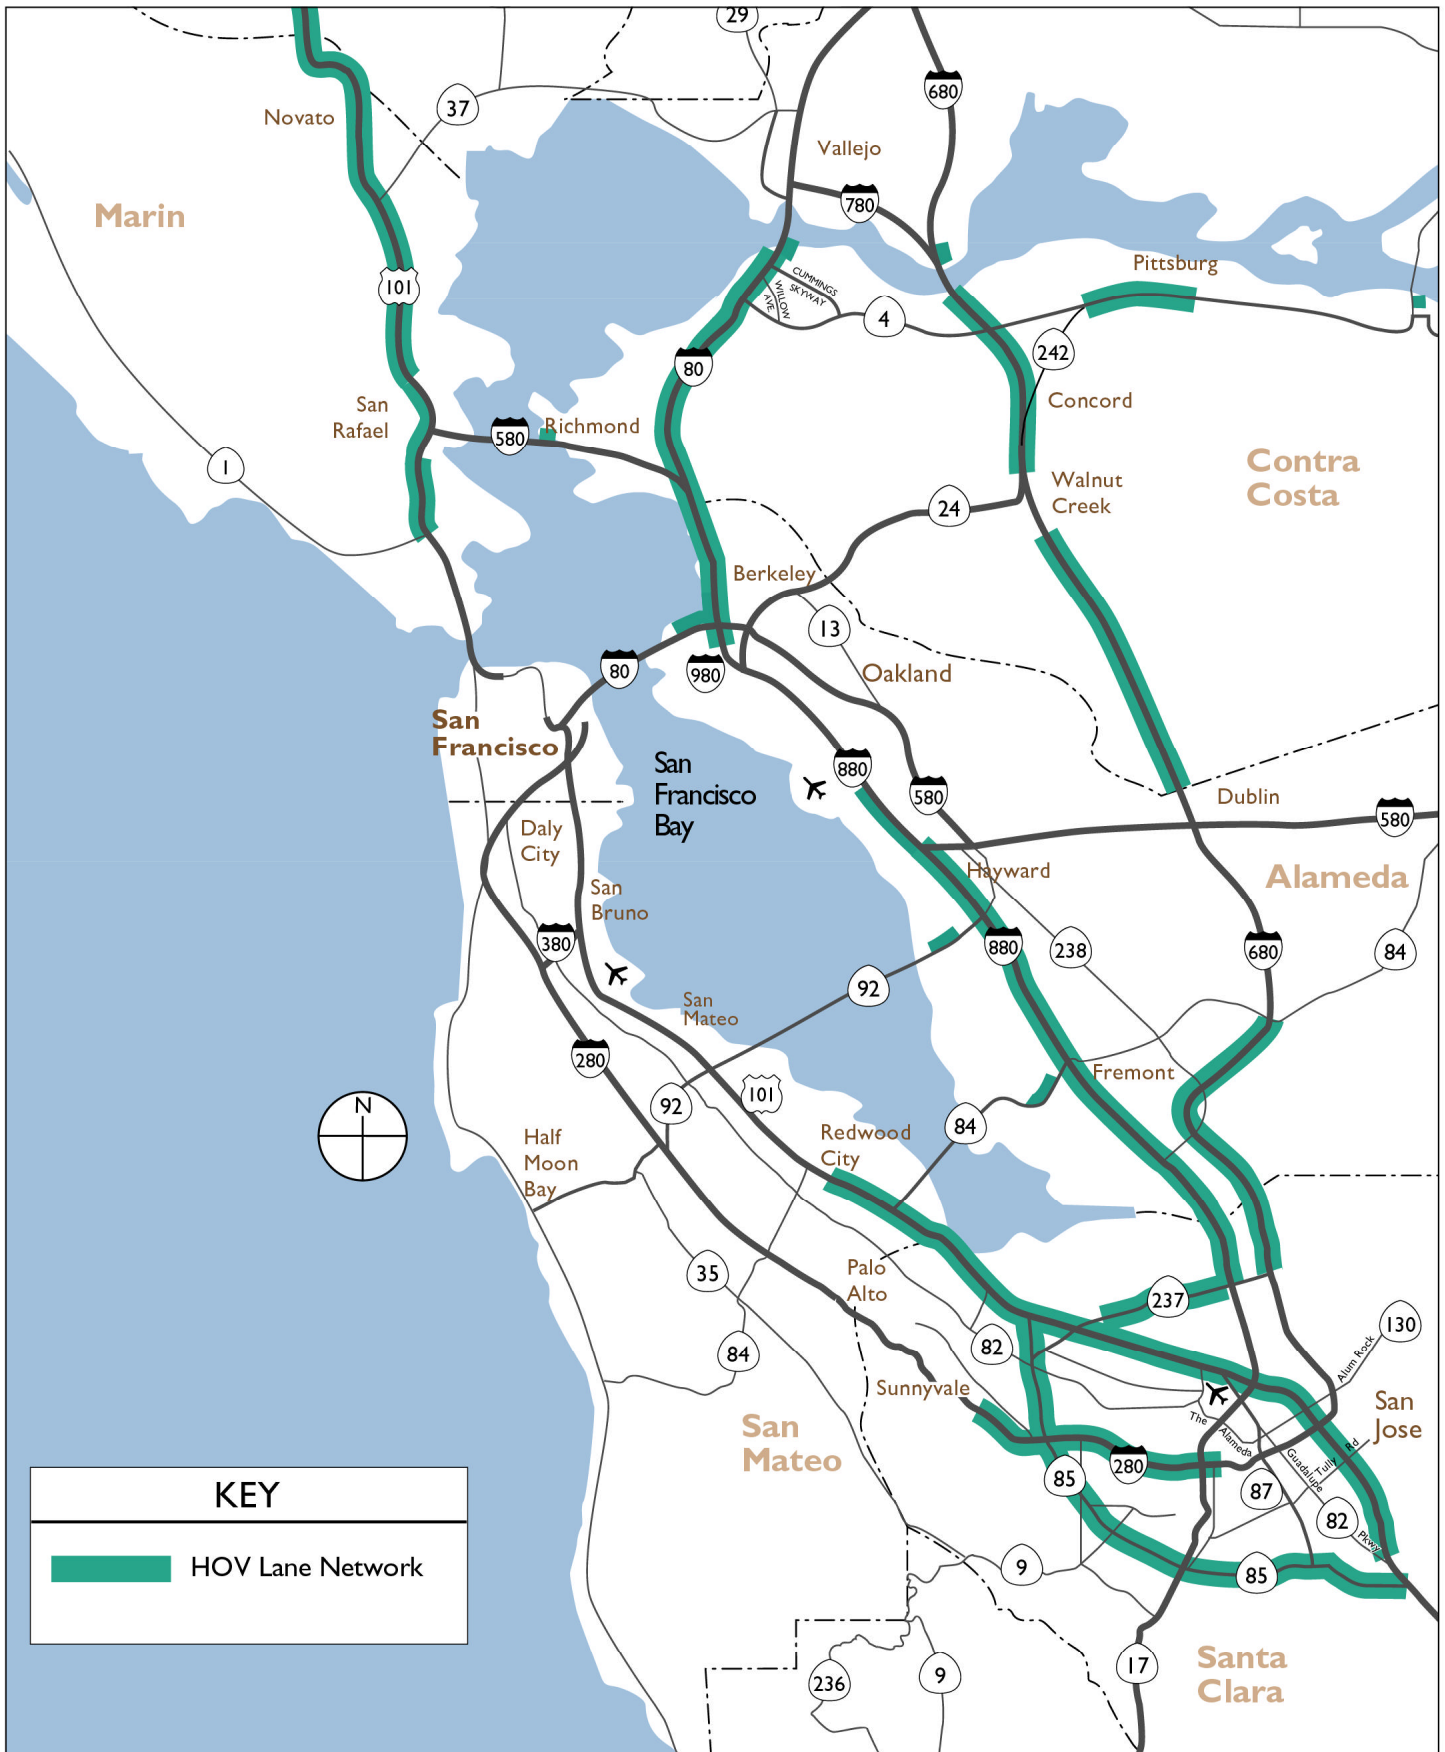 29
680
37
Novato
Vallejo
780
Marin
Pittsburg
CUMMINGS
SKYWAY
WILLOW
AVE.
101
4
242
80
Concord
San
Rafael
580
Richmond
1
Contra
Costa
Walnut
Creek
24
Berkeley
13
80
980
Oakland
San
Francisco
San
Francisco
Bay
880
580
Dublin
580
Daly
City
Hayward
Alameda
San
Bruno
380
880
238
680
84
92
San
Mateo
280
Fremont
101
92
N
84
Redwood
City
Half
Moon
Bay
35
Palo
Alto
237
130
82
84
Alum Rock
Sunnyvale
San
Jose
The
Alameda
San
Mateo
Guadalupe
Pkwy
Tully Rd
280
85
87
82
KEY
HOV Lane Network
9
85
17
Santa
Clara
236
9